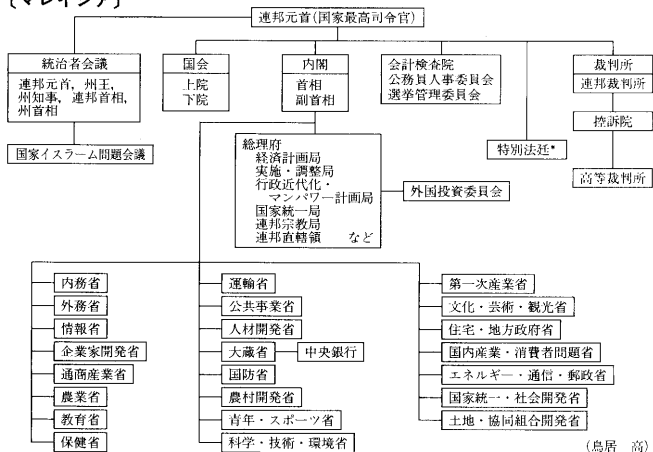 〔マレイシア〕
連邦元首(国家最高司令官)
統治者会議
連邦元首，州王，
州知事，連邦首相，
州首相
国家イスラーム問題会議
国会
上院
下院
内閣
首相
副首相
会計検査院
公務員人事委員会
選挙管理委員会
特別法廷*
裁判所
連邦裁判所
控訴院
高等裁判所
総理府
経済計画局
実施・調整局
行政近代化・
マンパワー計画局
国家統一局
連邦宗教局
連邦直轄領 など
外国投資委員会
内務省
外務省
情報省
企業家開発省
通商産業省
農業省
教育省
保健省
運輸省
公共事業省
人材開発省
大蔵省
中央銀行
国防省
農村開発省
青年・スポーツ省
科学・技術・環境省
第一次産業省
文化・芸術・観光省
住宅・地方政府省
国内産業・消費者問題省
エネルギー・通信・郵政省
国家統一・社会開発省
土地・協同組合開発省
(鳥居 高)